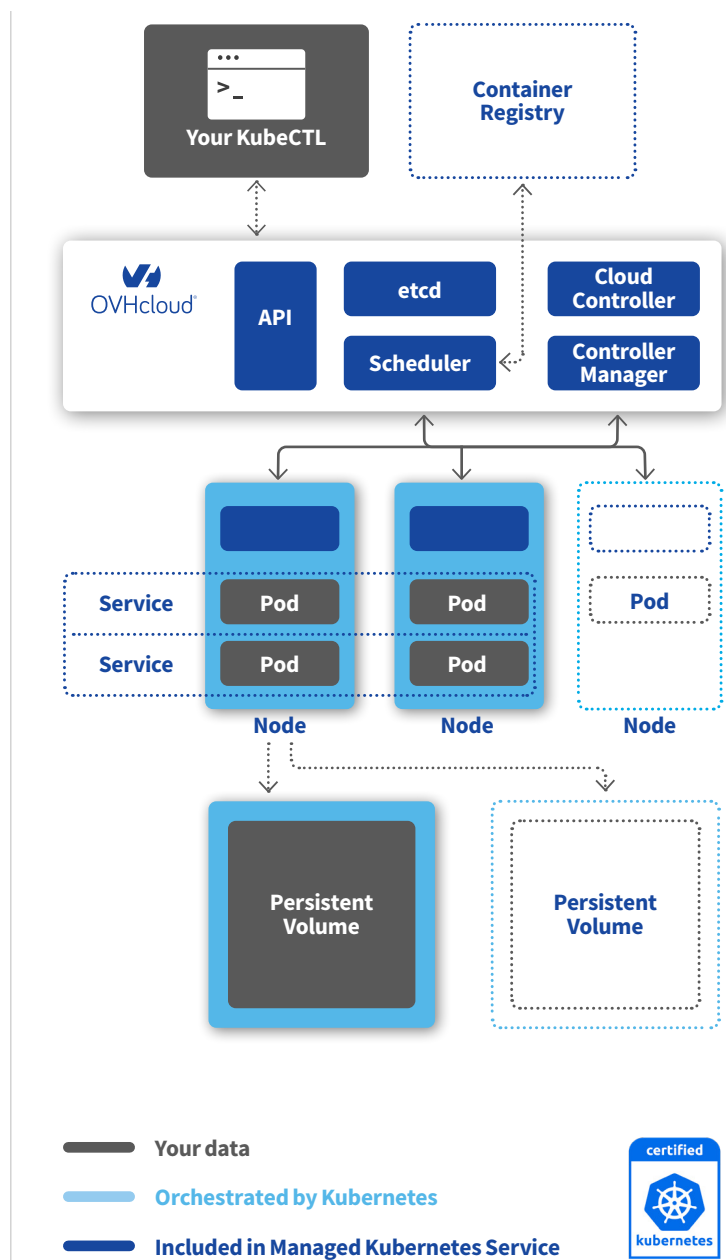 >_
Your KubeCTL
Container
Registry
OVHcloud®
API
etcd
Cloud
Controller
Scheduler
Controller
Manager
Service
Pod
Pod
Pod
Service
Pod
Pod
Node
Node
Node
Persistent
Volume
Persistent
Volume
Your data
Orchestrated by Kubernetes
Included in Managed Kubernetes Service
certified
kubernetes